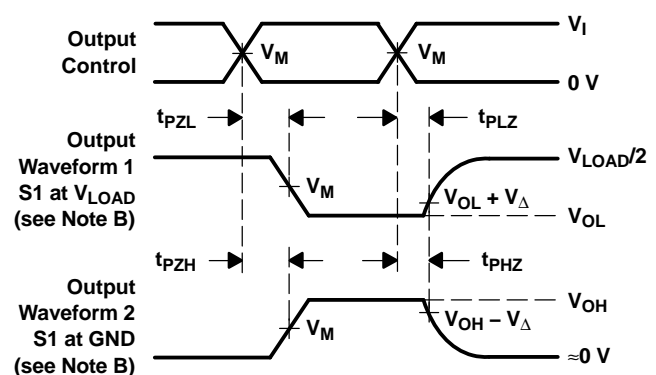 Output
Control
V_M
V_M
V_I
0 V
t_PZL
t_PLZ
Output
Waveform 1
S1 at V_LOAD
(see Note B)
V_M
V_LOAD/2
V_OL + V_Δ
V_OL
t_PZH
t_PHZ
Output
Waveform 2
S1 at GND
(see Note B)
V_M
V_OH
V_OH – V_Δ
≈0 V